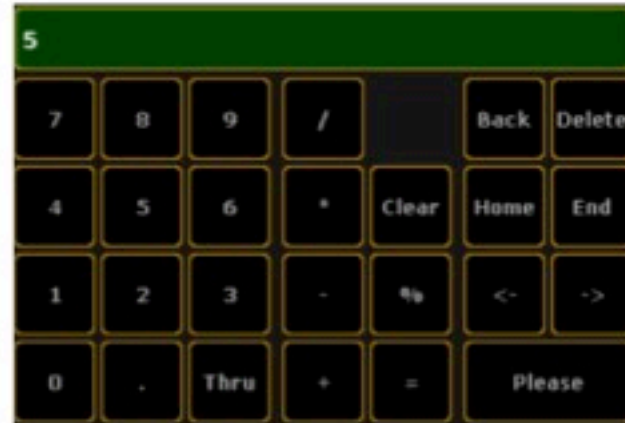 5
7 8 9 / Back Delete
4 5 6 * Clear Home End
1 2 3 - % <- ->
0 . Thru + = Please